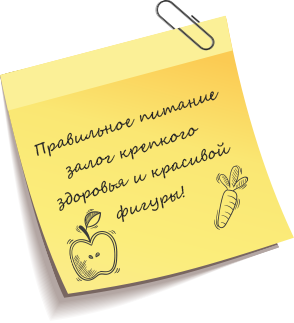 Правильное питание
залог крепкого
здоровья и красивой
фигуры!